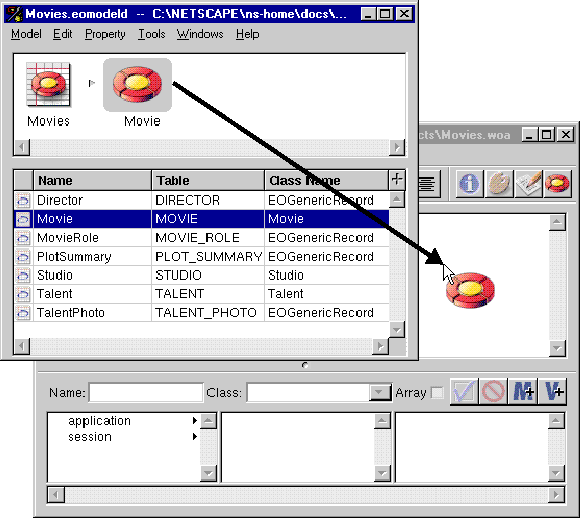 Movies.eomodeld -- C:\NETSCAPE\ns-home\docs\...
Model Edit Property Tools Windows Help
Movies Movie
cts\Movies.woa
Name Table Class Name
Director DIRECTOR EOGenericRecord
Movie MOVIE Movie
MovieRole MOVIE_ROLE EOGenericRecord
PlotSummary PLOT_SUMMARY EOGenericRecord
Studio STUDIO Studio
Talent TALENT Talent
TalentPhoto TALENT_PHOTO EOGenericRecord
Name: Class: Array M+ V+
application
session